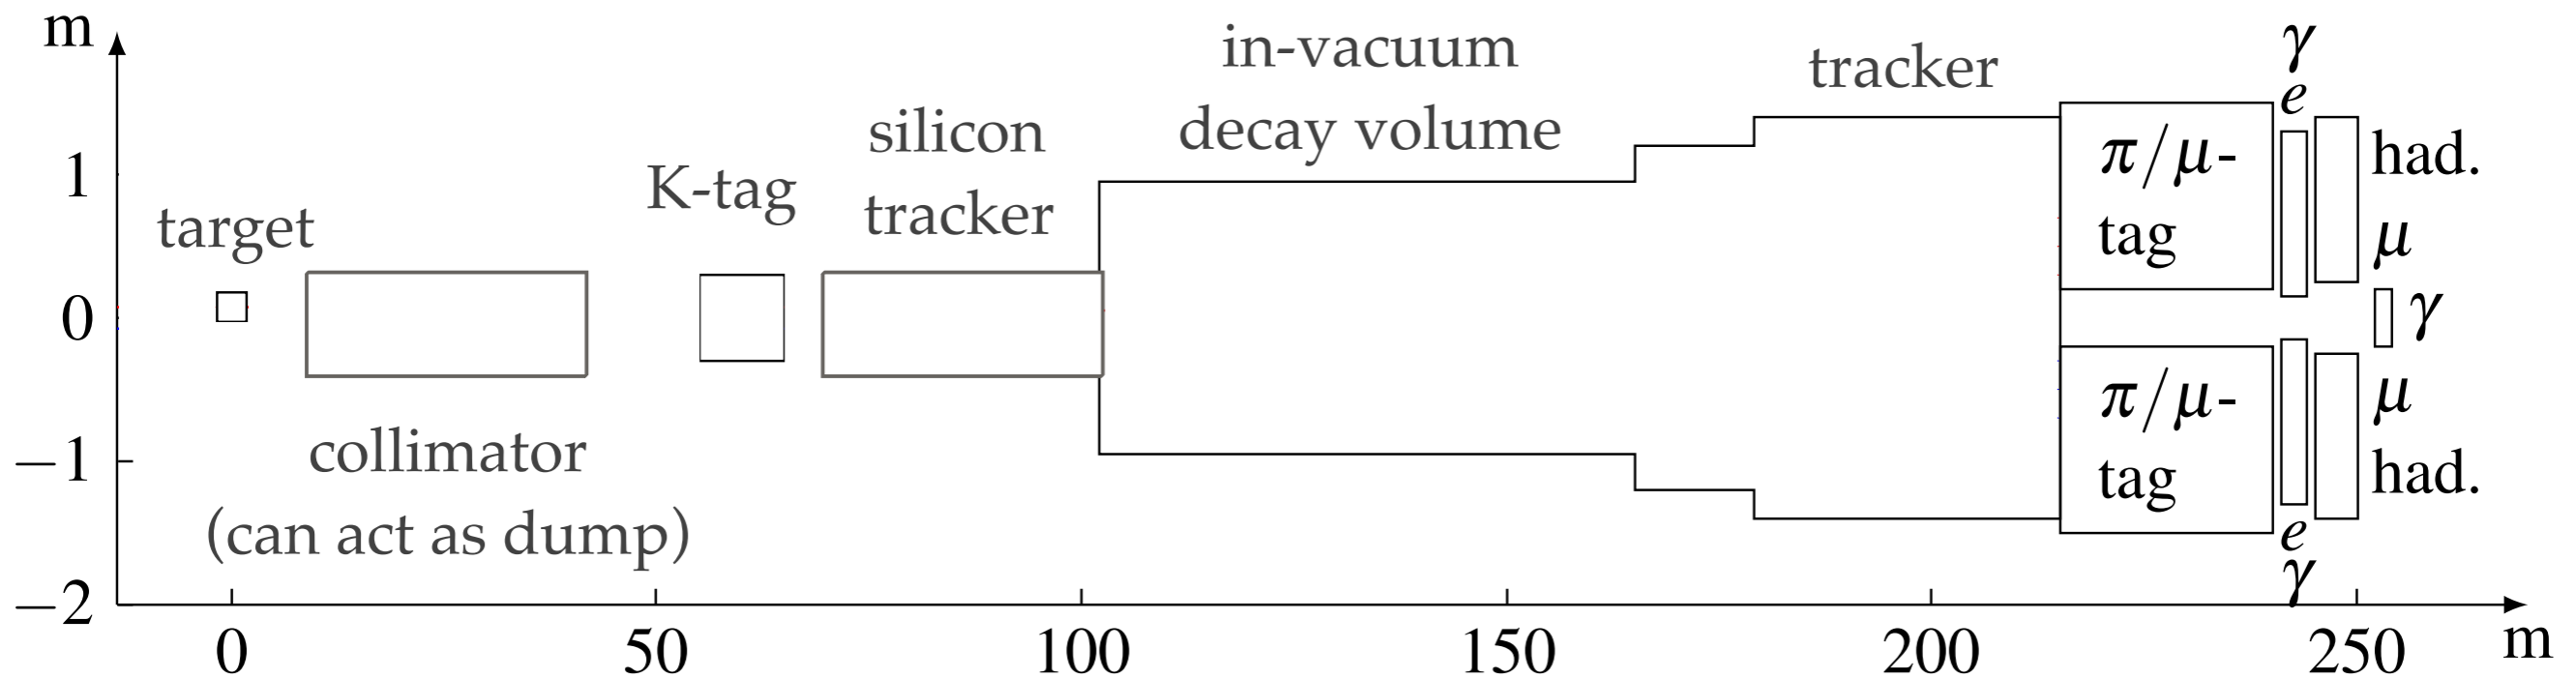 m
1
0
−1
−2
target
collimator
(can act as dump)
K-tag
silicon
tracker
in-vacuum
decay volume
tracker
π/μ-
tag
π/μ-
tag
γ
e
had.
μ
γ
μ
had.
e
γ
0
50
100
150
200
250
m